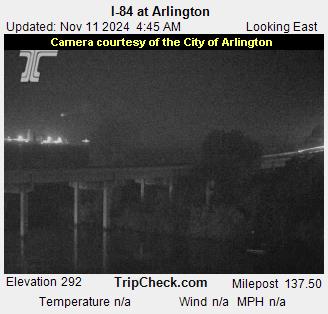 I-84 at Arlington
Updated: Nov 11 2024 4:45 AM Looking East
Camera courtesy of the City of Arlington
Elevation 292 TripCheck.com Milepost 137.50
Temperature n/a Wind n/a MPH n/a